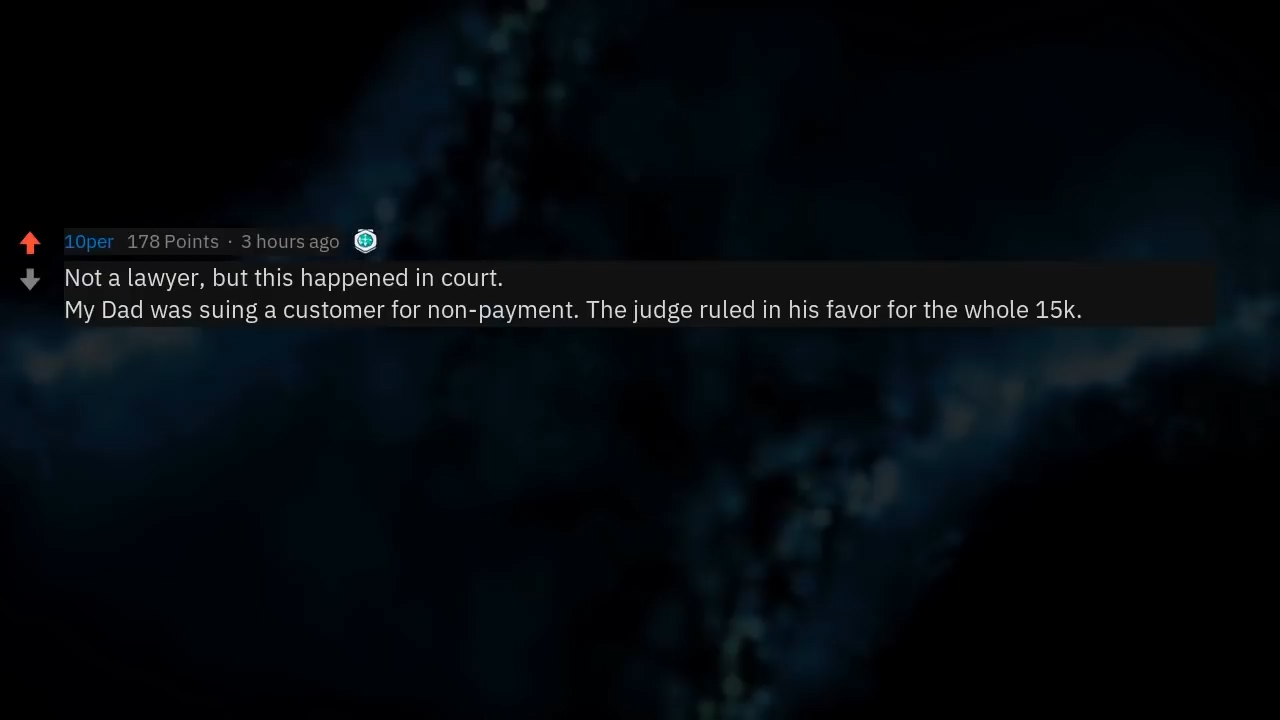 10per 178 Points · 3 hours ago
Not a lawyer, but this happened in court.
My Dad was suing a customer for non-payment. The judge ruled in his favor for the whole 15k.